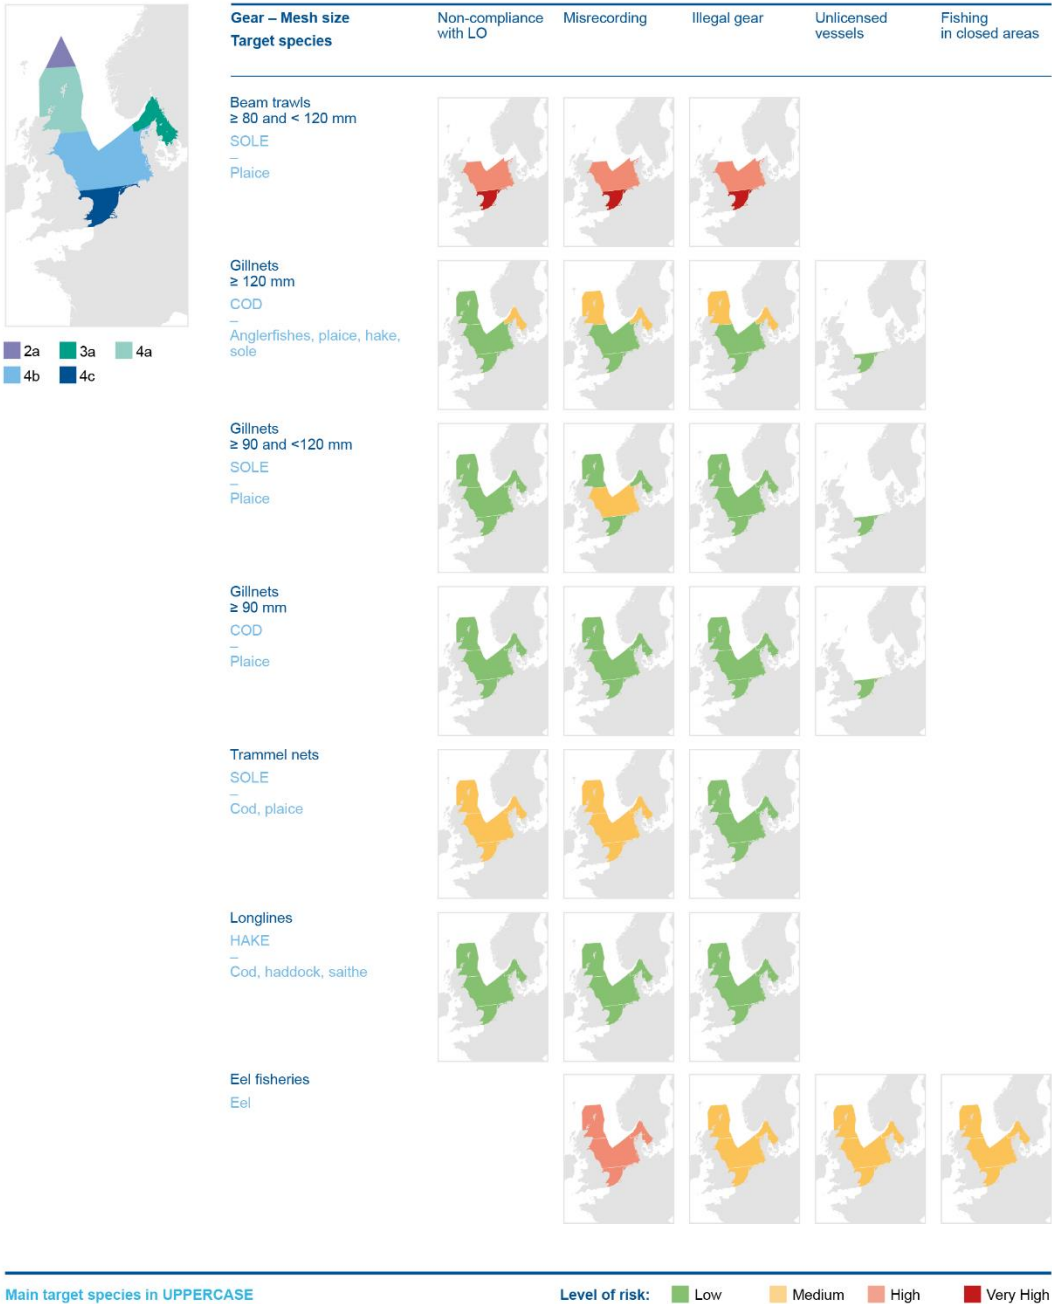 Gear – Mesh size
Target species
Non-compliance
with LO
Misrecording
Illegal gear
Unlicensed
vessels
Fishing
in closed areas
2a
3a
4a
4b
4c
Beam trawls
≥ 80 and < 120 mm
SOLE
–
Plaice
Gillnets
≥ 120 mm
COD
–
Anglerfishes, plaice, hake,
sole
Gillnets
≥ 90 and <120 mm
SOLE
–
Plaice
Gillnets
≥ 90 mm
COD
–
Plaice
Trammel nets
SOLE
–
Cod, plaice
Longlines
HAKE
–
Cod, haddock, saithe
Eel fisheries
Eel
Main target species in UPPERCASE
Level of risk:
Low
Medium
High
Very High